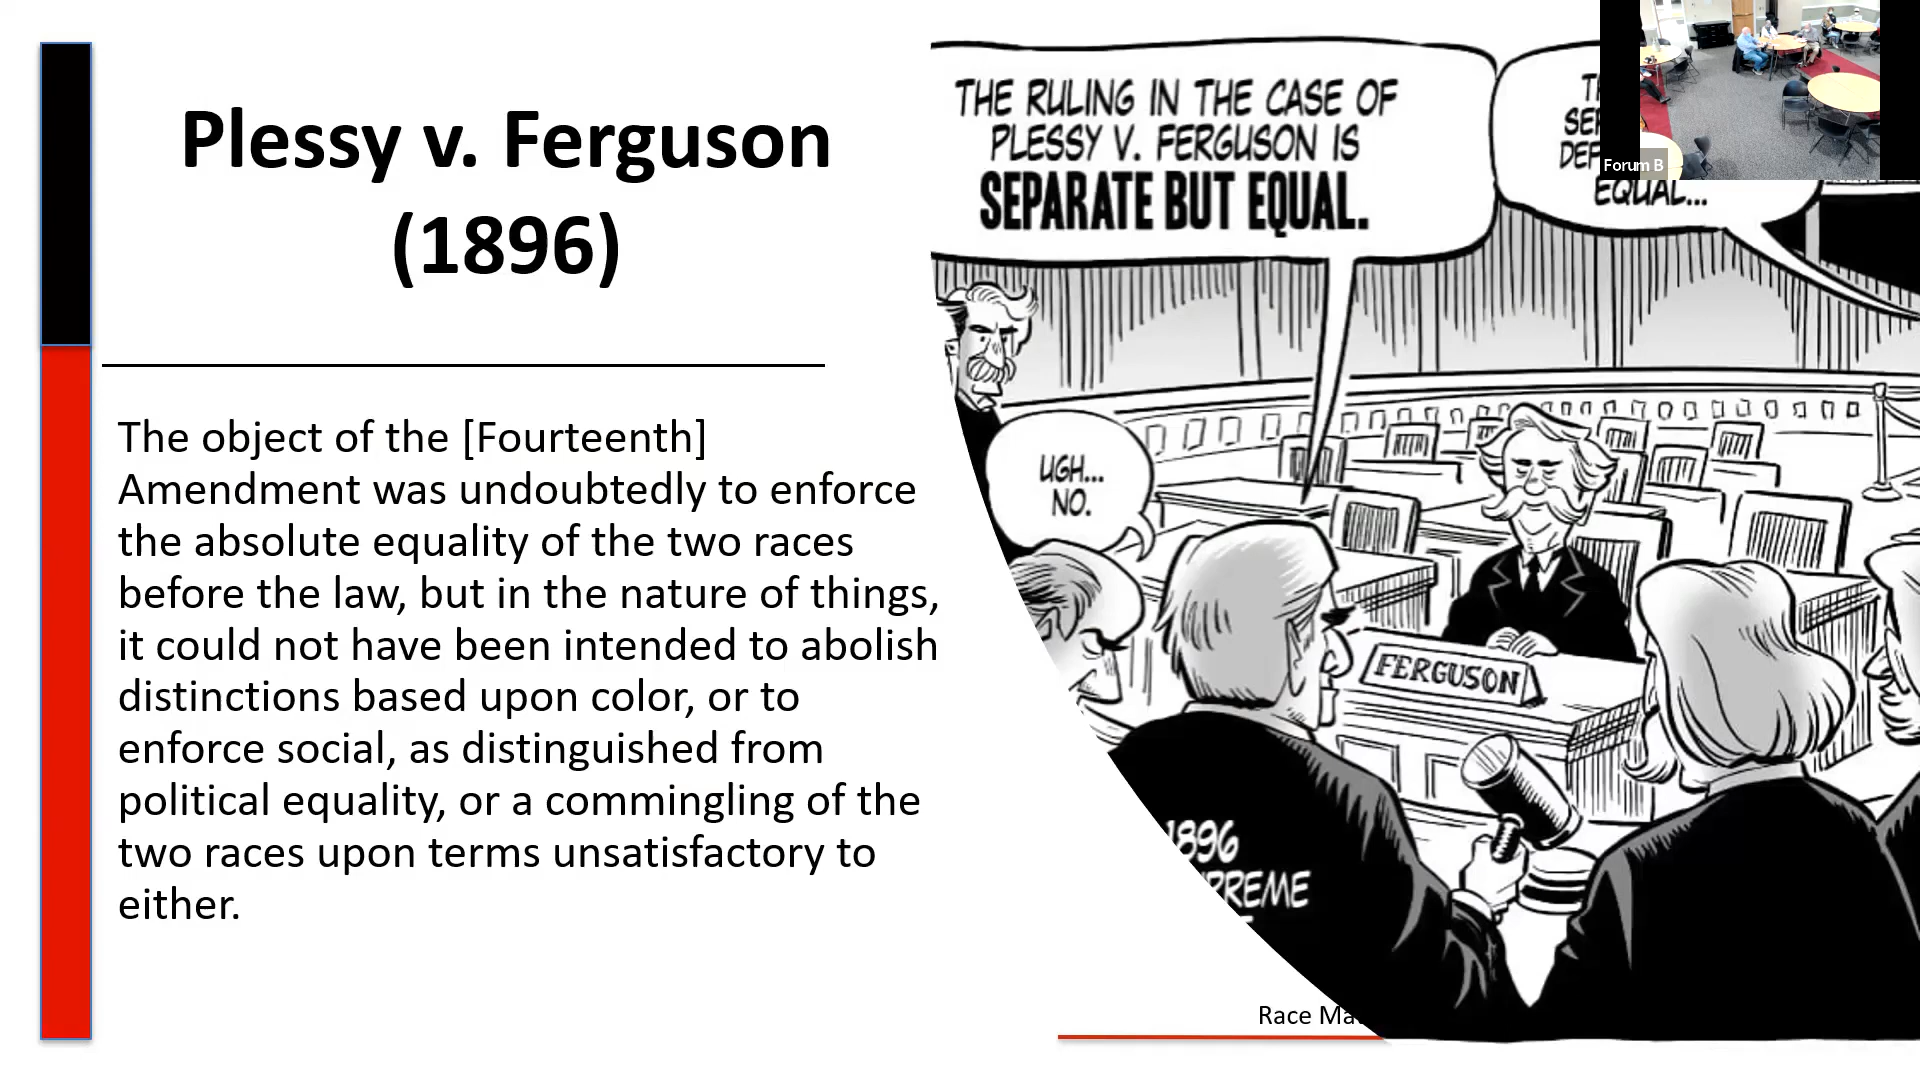 Plessy v. Ferguson
(1896)
The object of the [Fourteenth]
Amendment was undoubtedly to enforce
the absolute equality of the two races
before the law, but in the nature of things,
it could not have been intended to abolish
distinctions based upon color, or to
enforce social, as distinguished from
political equality, or a commingling of the
two races upon terms unsatisfactory to
either.
THE RULING IN THE CASE OF
PLESSY V. FERGUSON IS
SEPARATE BUT EQUAL.
EQUAL...
Forum B
UGH...
NO.
FERGUSON
1896
Race